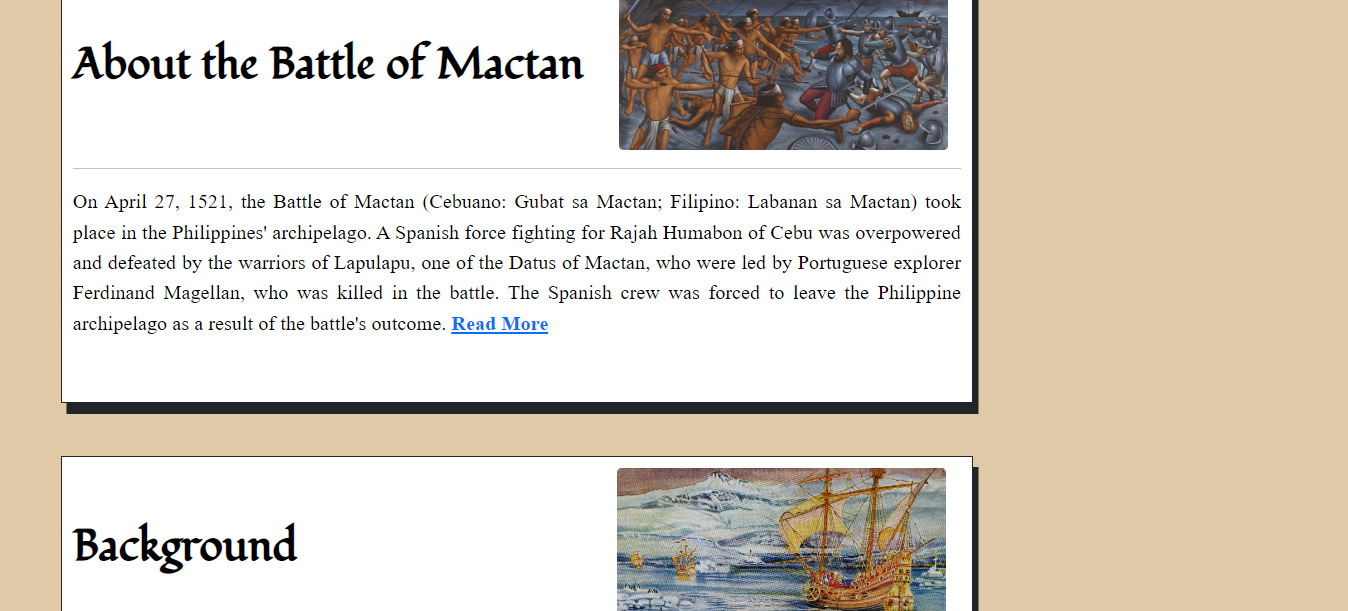 About the Battle of Mactan
On April 27, 1521, the Battle of Mactan (Cebuano: Gubat sa Mactan; Filipino: Labanan sa Mactan) took
place in the Philippines' archipelago. A Spanish force fighting for Rajah Humabon of Cebu was overpowered
and defeated by the warriors of Lapulapu, one of the Datus of Mactan, who were led by Portuguese explorer
Ferdinand Magellan, who was killed in the battle. The Spanish crew was forced to leave the Philippine
archipelago as a result of the battle's outcome. Read More
Background